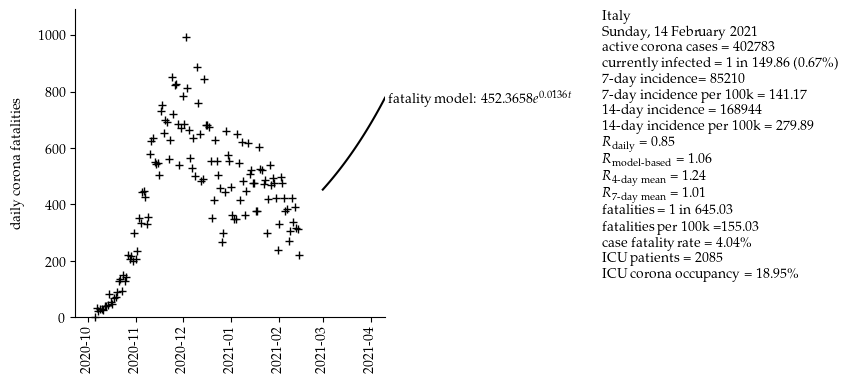 daily corona fatalities
1000
800
600
400
200
0
2020-10
2020-11
2020-12
2021-01
2021-02
2021-03
2021-04
fatality model: 452.3658e^0.0136t
Italy
Sunday, 14 February 2021
active corona cases = 402783
currently infected = 1 in 149.86 (0.67%)
7-day incidence= 85210
7-day incidence per 100k = 141.17
14-day incidence = 168944
14-day incidence per 100k = 279.89
R_daily = 0.85
R_model-based = 1.06
R_4-day mean = 1.24
R_7-day mean = 1.01
fatalities = 1 in 645.03
fatalities per 100k =155.03
case fatality rate = 4.04%
ICU patients = 2085
ICU corona occupancy = 18.95%